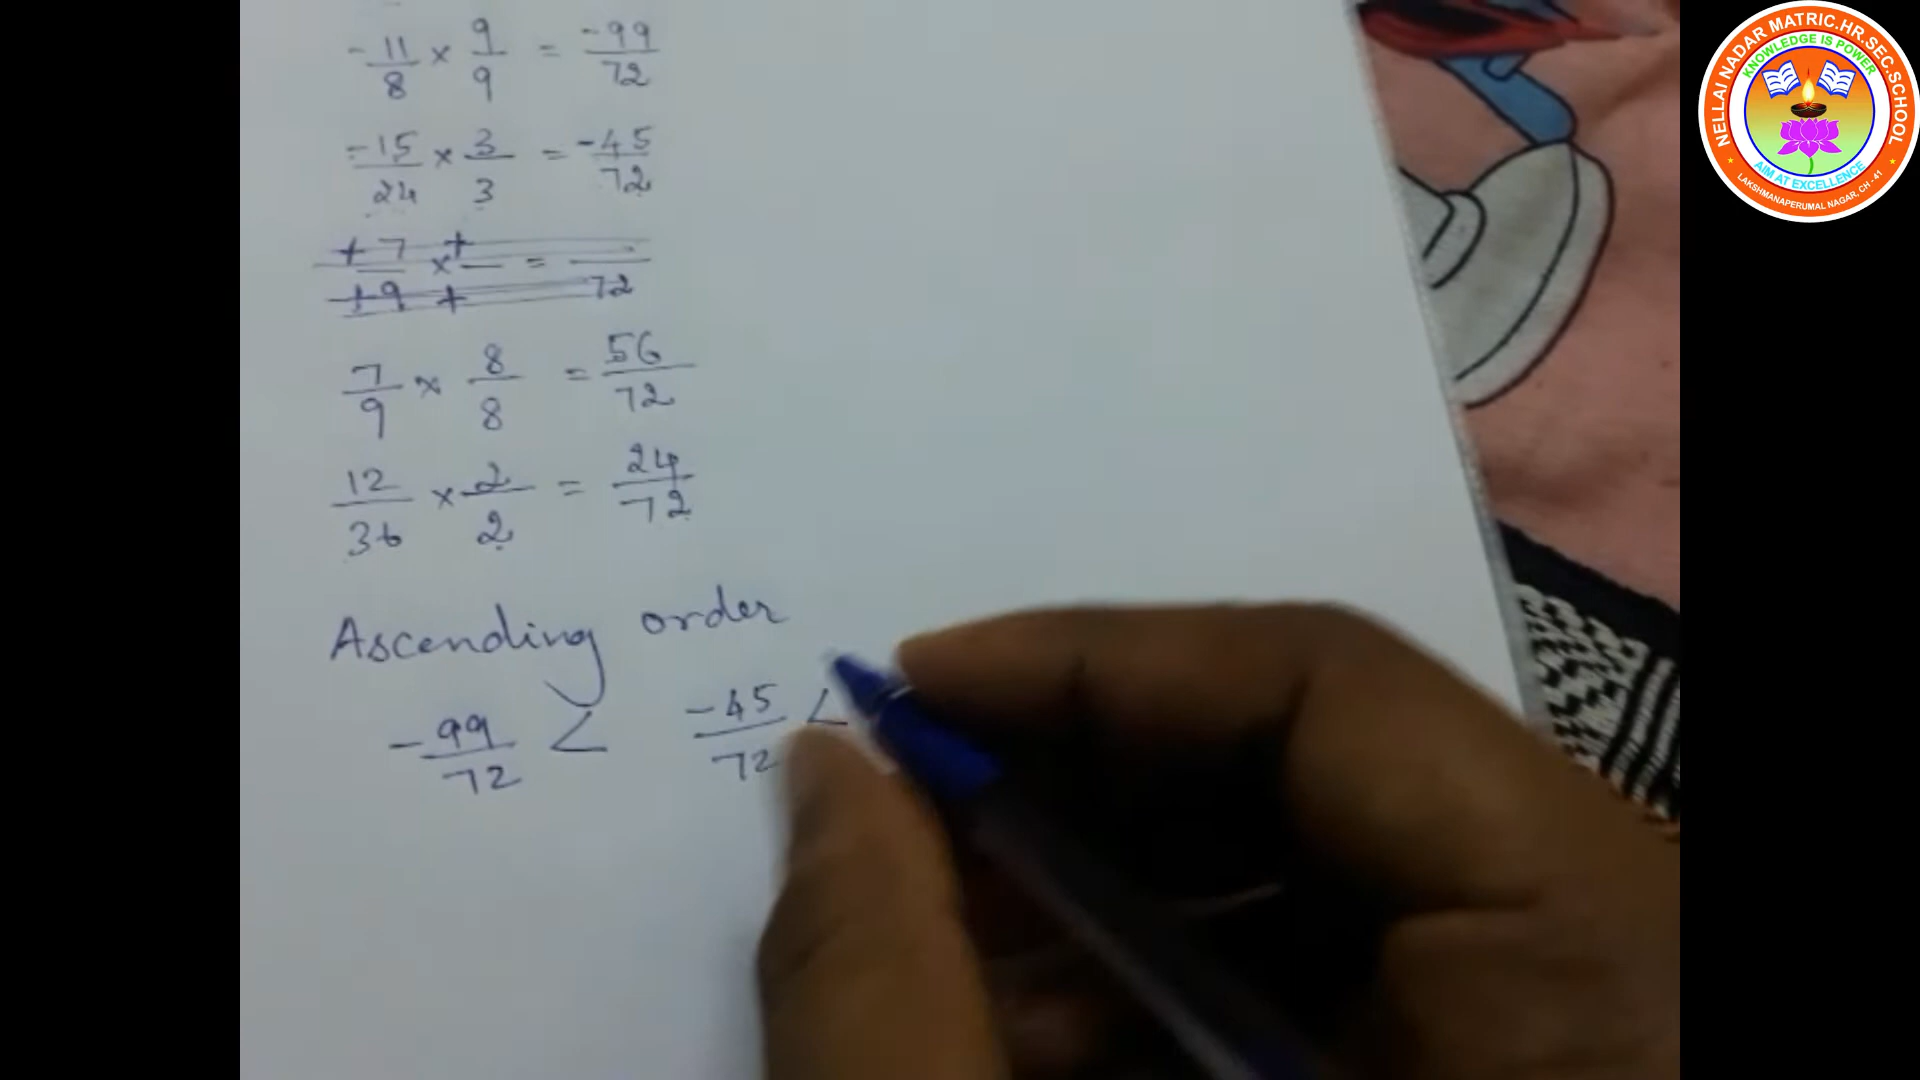 -11/8 × 9/9 = -99/72
-15/24 × 3/3 = -45/72
+7/+9 × +/+ = /72
7/9 × 8/8 = 56/72
12/36 × 2/2 = 24/72
Ascending order
-99/72 < -45/72 <
NELLAI NADAR MATRIC.HR.SEC.SCHOOL
KNOWLEDGE IS POWER
AIM AT EXCELLENCE
LAKSHMANAPERUMAL NAGAR, CH - 41